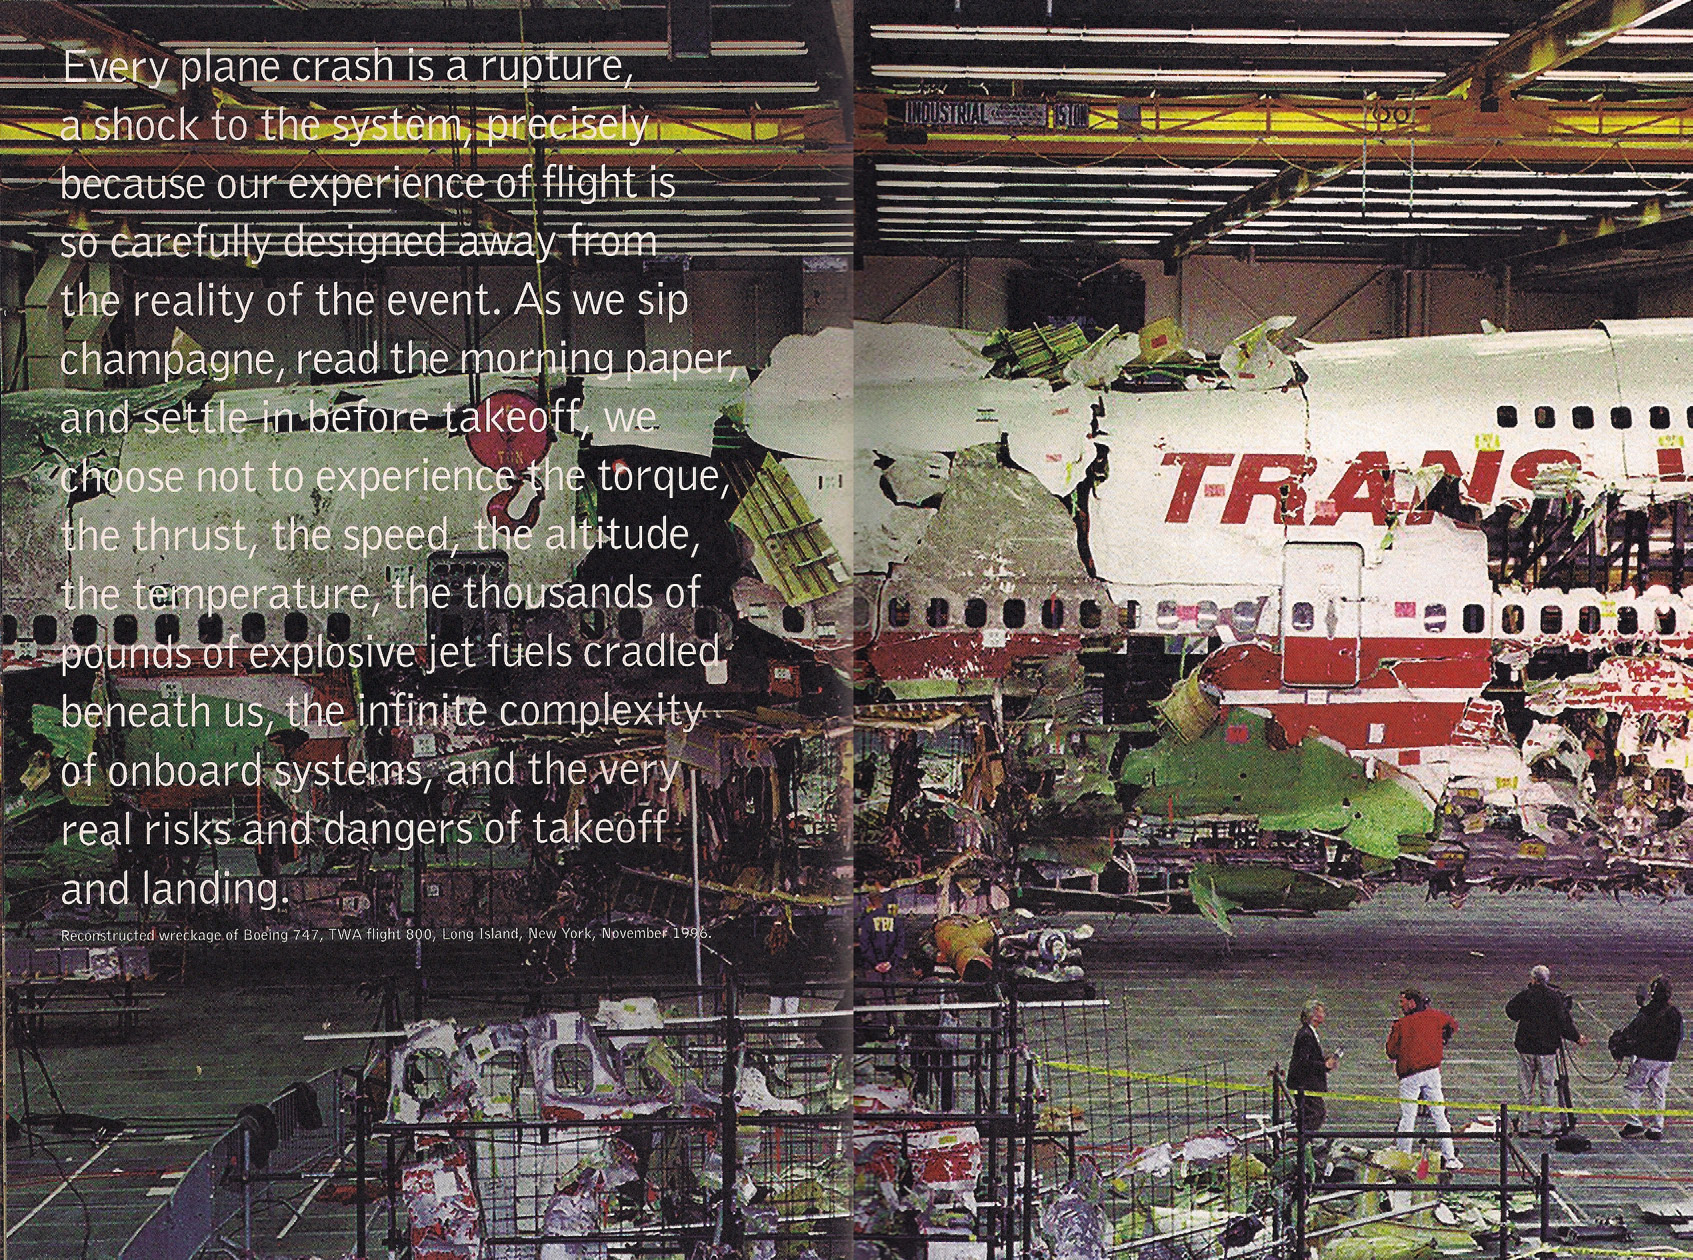 Every plane crash is a rupture,
a shock to the system, precisely
because our experience of flight is
so carefully designed away from
the reality of the event. As we sip
champagne, read the morning paper,
and settle in before takeoff, we
choose not to experience the torque,
the thrust, the speed, the altitude,
the temperature, the thousands of
pounds of explosive jet fuels cradled
beneath us, the infinite complexity
of onboard systems, and the very
real risks and dangers of takeoff
and landing.
Reconstructed wreckage of Boeing 747, TWA flight 800, Long Island, New York, November 1996.
INDUSTRIAL
TRANS
TON